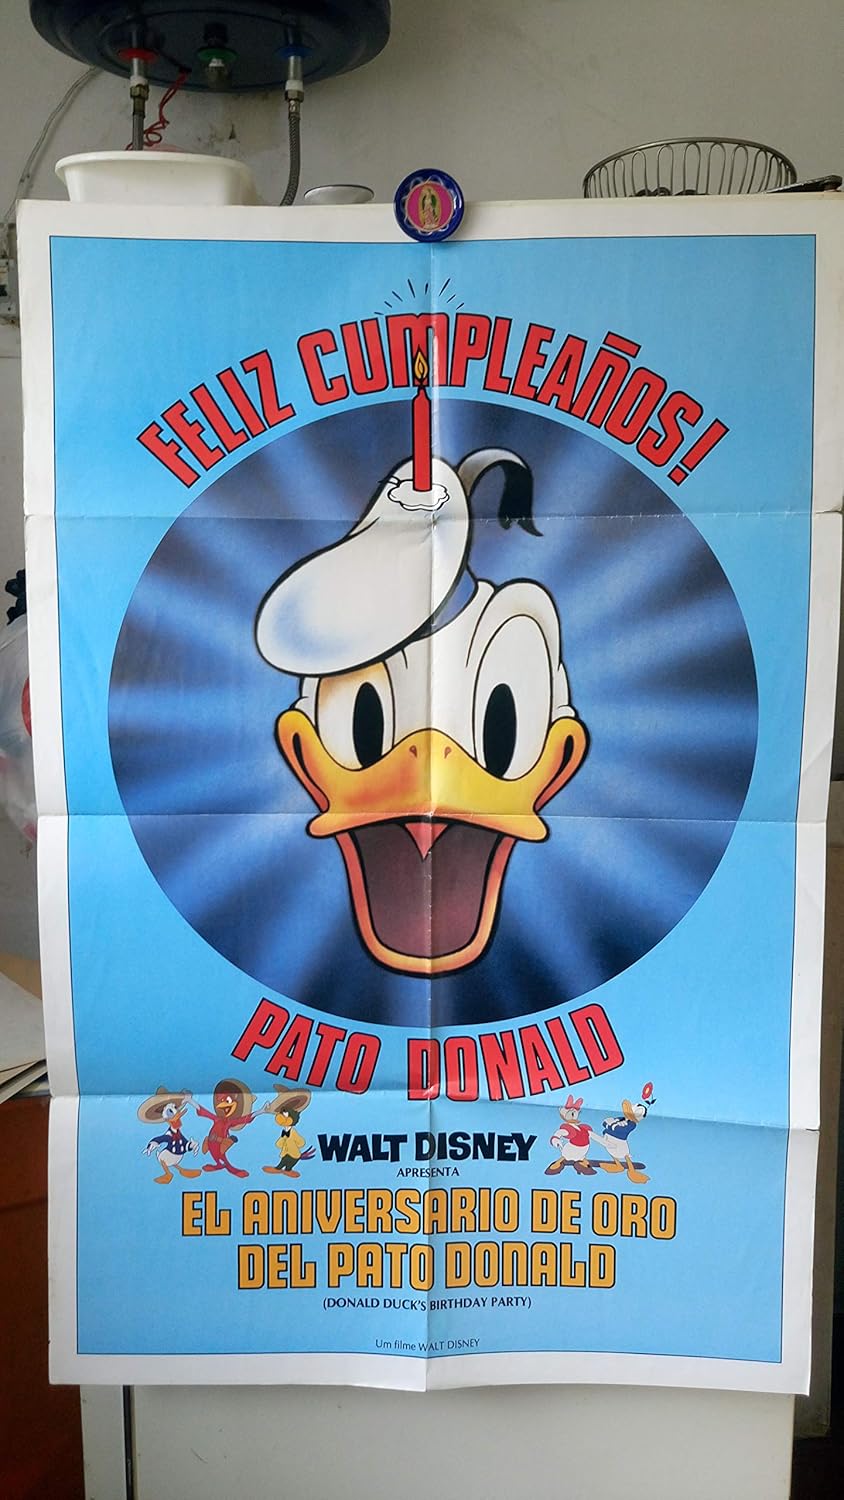 FELIZ CUMPLEAÑOS!
PATO DONALD
WALT DISNEY
APRESENTA
EL ANIVERSARIO DE ORO
DEL PATO DONALD
(DONALD DUCK'S BIRTHDAY PARTY)
Um filme WALT DISNEY